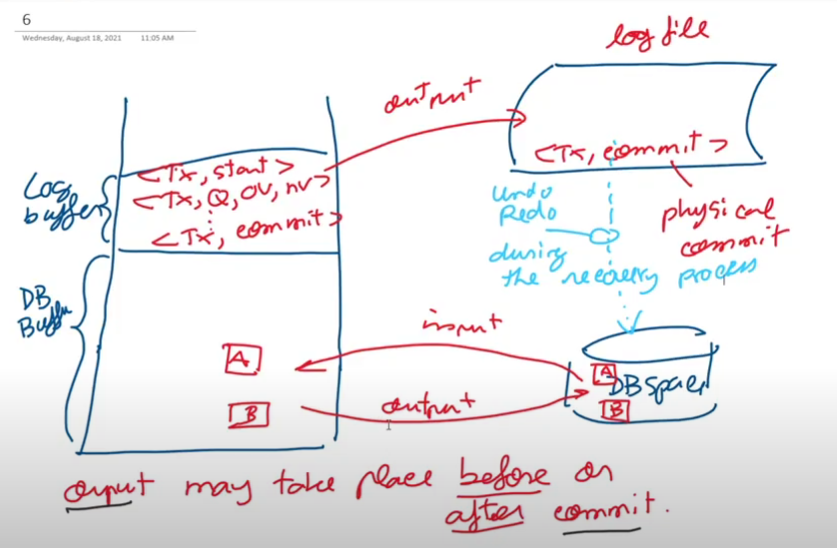 6
Wednesday, August 18, 2021 11:05 AM
log file
output
<Tx, start>
<Tx, Q, OV, nv>
<Tx, commit>
Log
buffer
<Tx, commit>
physical
commit
Undo
Redo
during
the recovery process
DB
Buffer
input
A
B
output
A
DB Space
B
ouput may take place before or
after commit.